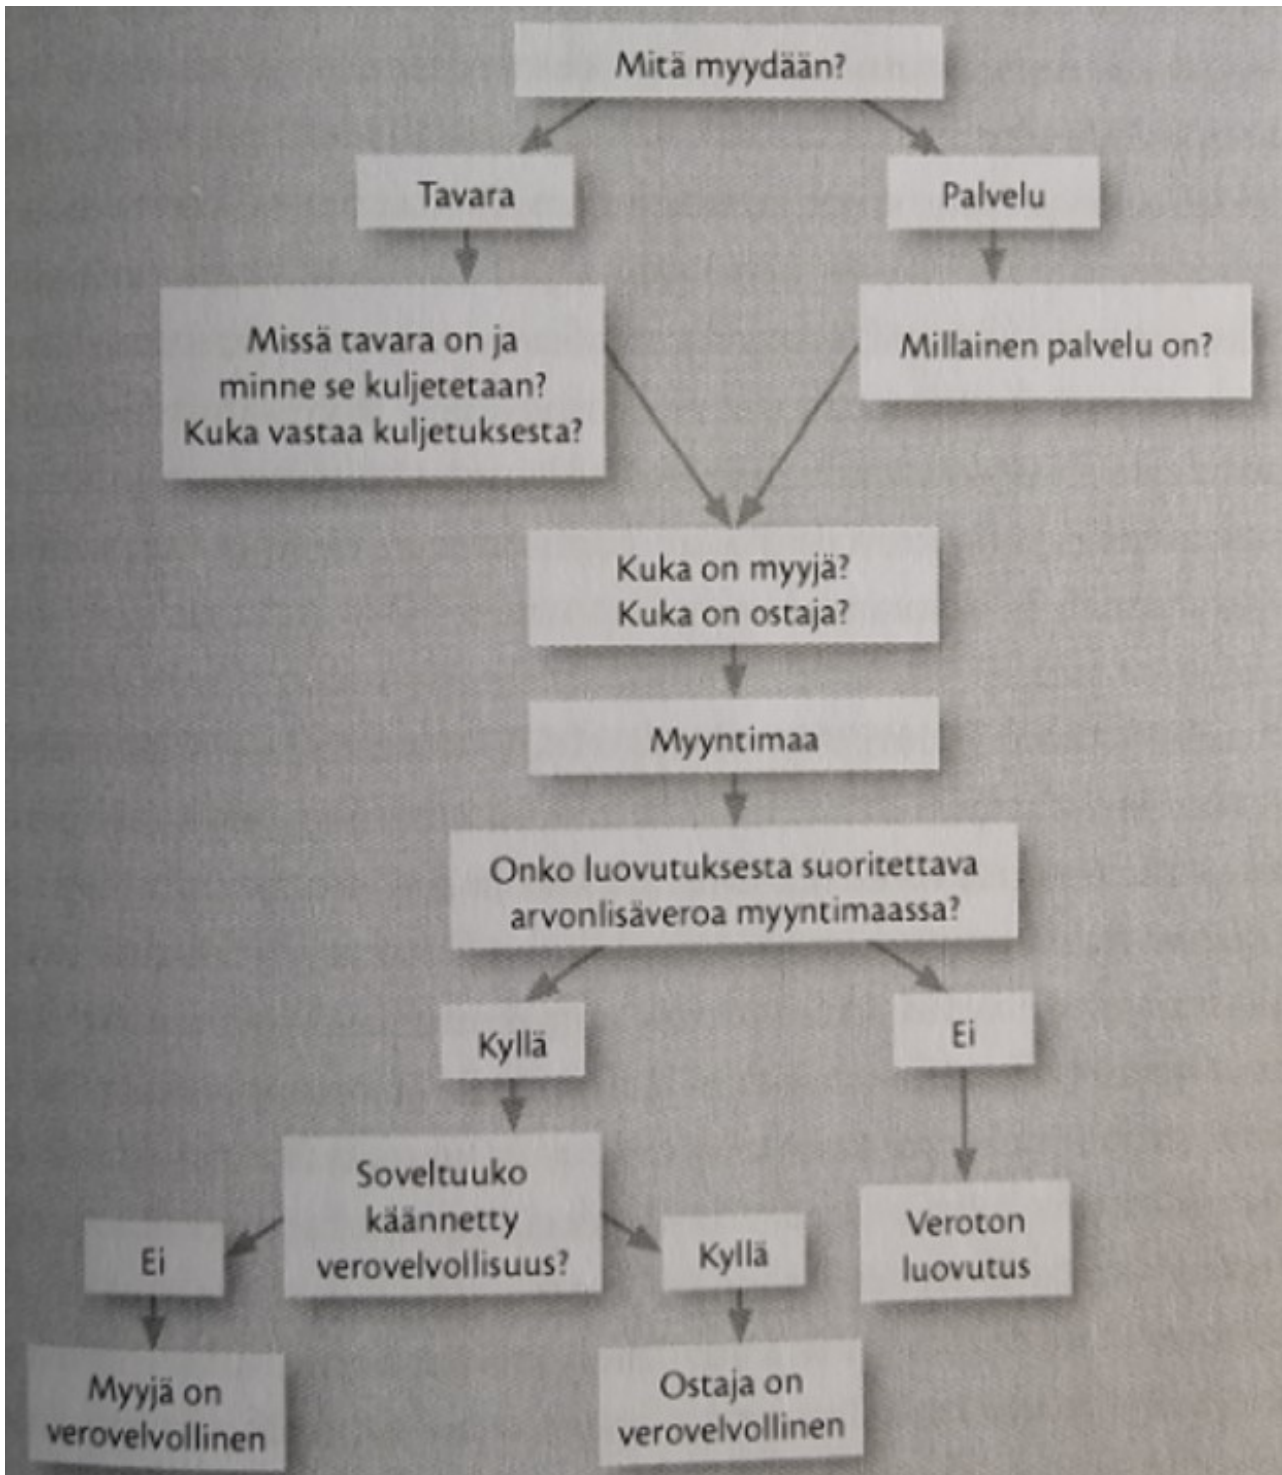 Mitä myydään?
Tavara
Palvelu
Missä tavara on ja
minne se kuljetetaan?
Kuka vastaa kuljetuksesta?
Millainen palvelu on?
Kuka on myyjä?
Kuka on ostaja?
Myyntimaa
Onko luovutuksesta suoritettava
arvonlisäveroa myyntimaassa?
Kyllä
Ei
Soveltuuko
käännetty
verovelvollisuus?
Ei
Kyllä
Veroton
luovutus
Myyjä on
verovelvollinen
Ostaja on
verovelvollinen